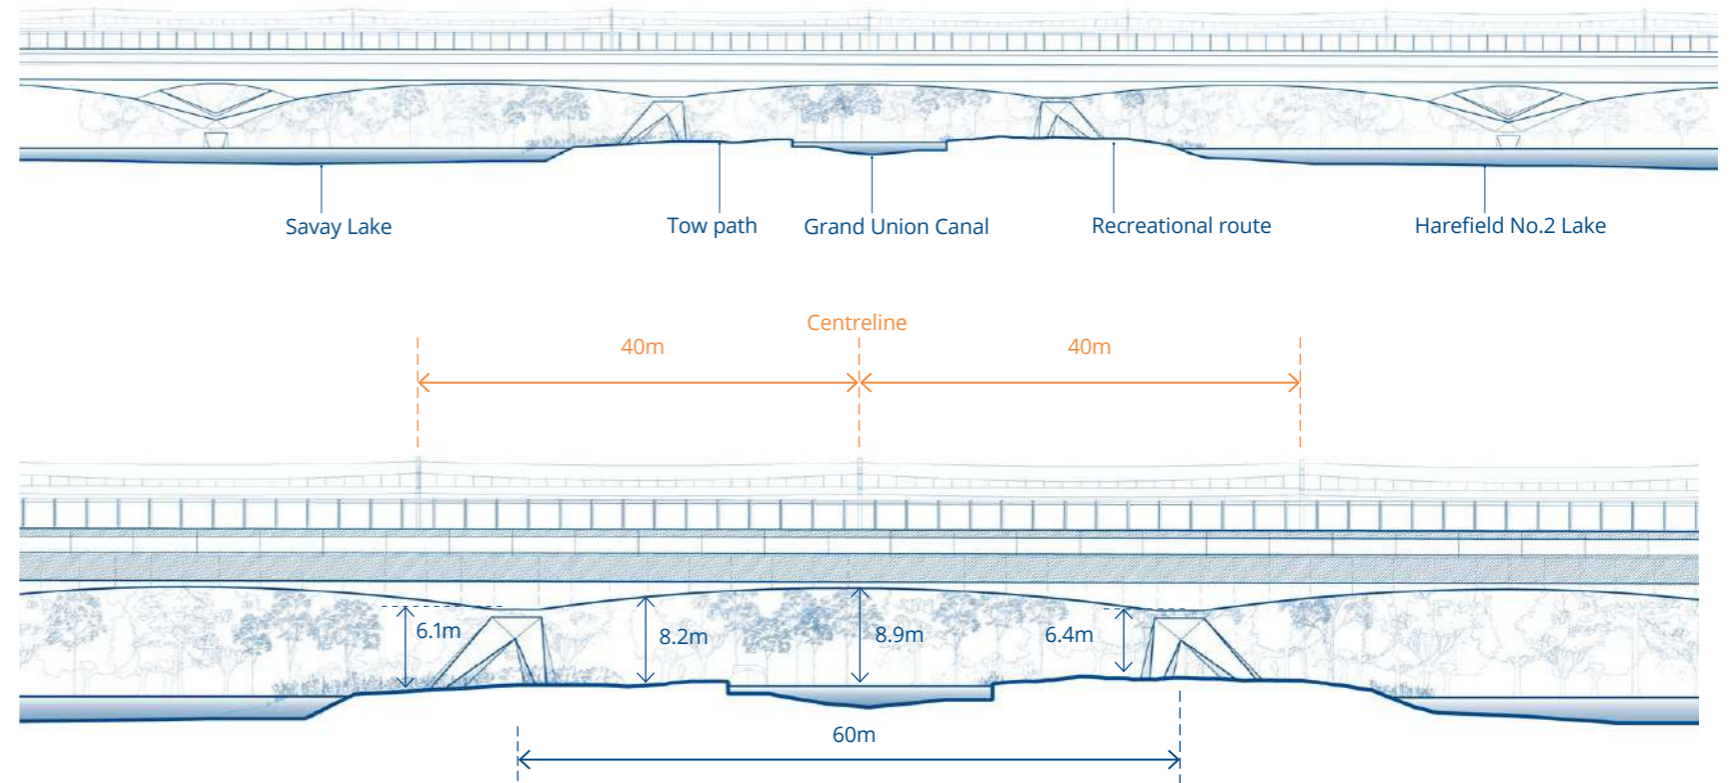 Savay Lake
Tow path
Grand Union Canal
Recreational route
Harefield No.2 Lake
Centreline
40m
40m
6.1m
8.2m
8.9m
6.4m
60m